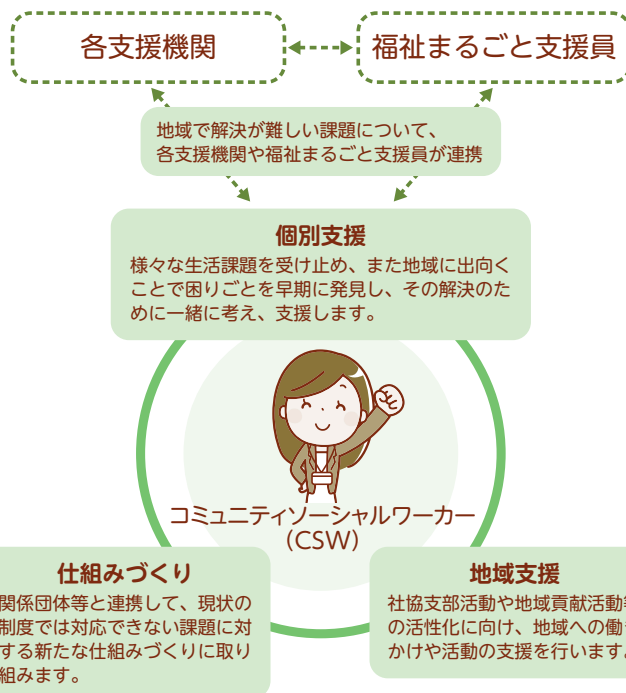 各支援機関
福祉まるごと支援員
地域で解決が難しい課題について、
各支援機関や福祉まるごと支援員が連携
個別支援
様々な生活課題を受け止め、また地域に出向く
ことで困りごとを早期に発見し、その解決のた
めに一緒に考え、支援します。
コミュニティソーシャルワーカー
(CSW)
仕組みづくり
関係団体等と連携して、現状の
制度では対応できない課題に対
する新たな仕組みづくりに取り
組みます。
地域支援
社協支部活動や地域貢献活動等
の活性化に向け、地域への働き
かけや活動の支援を行います。